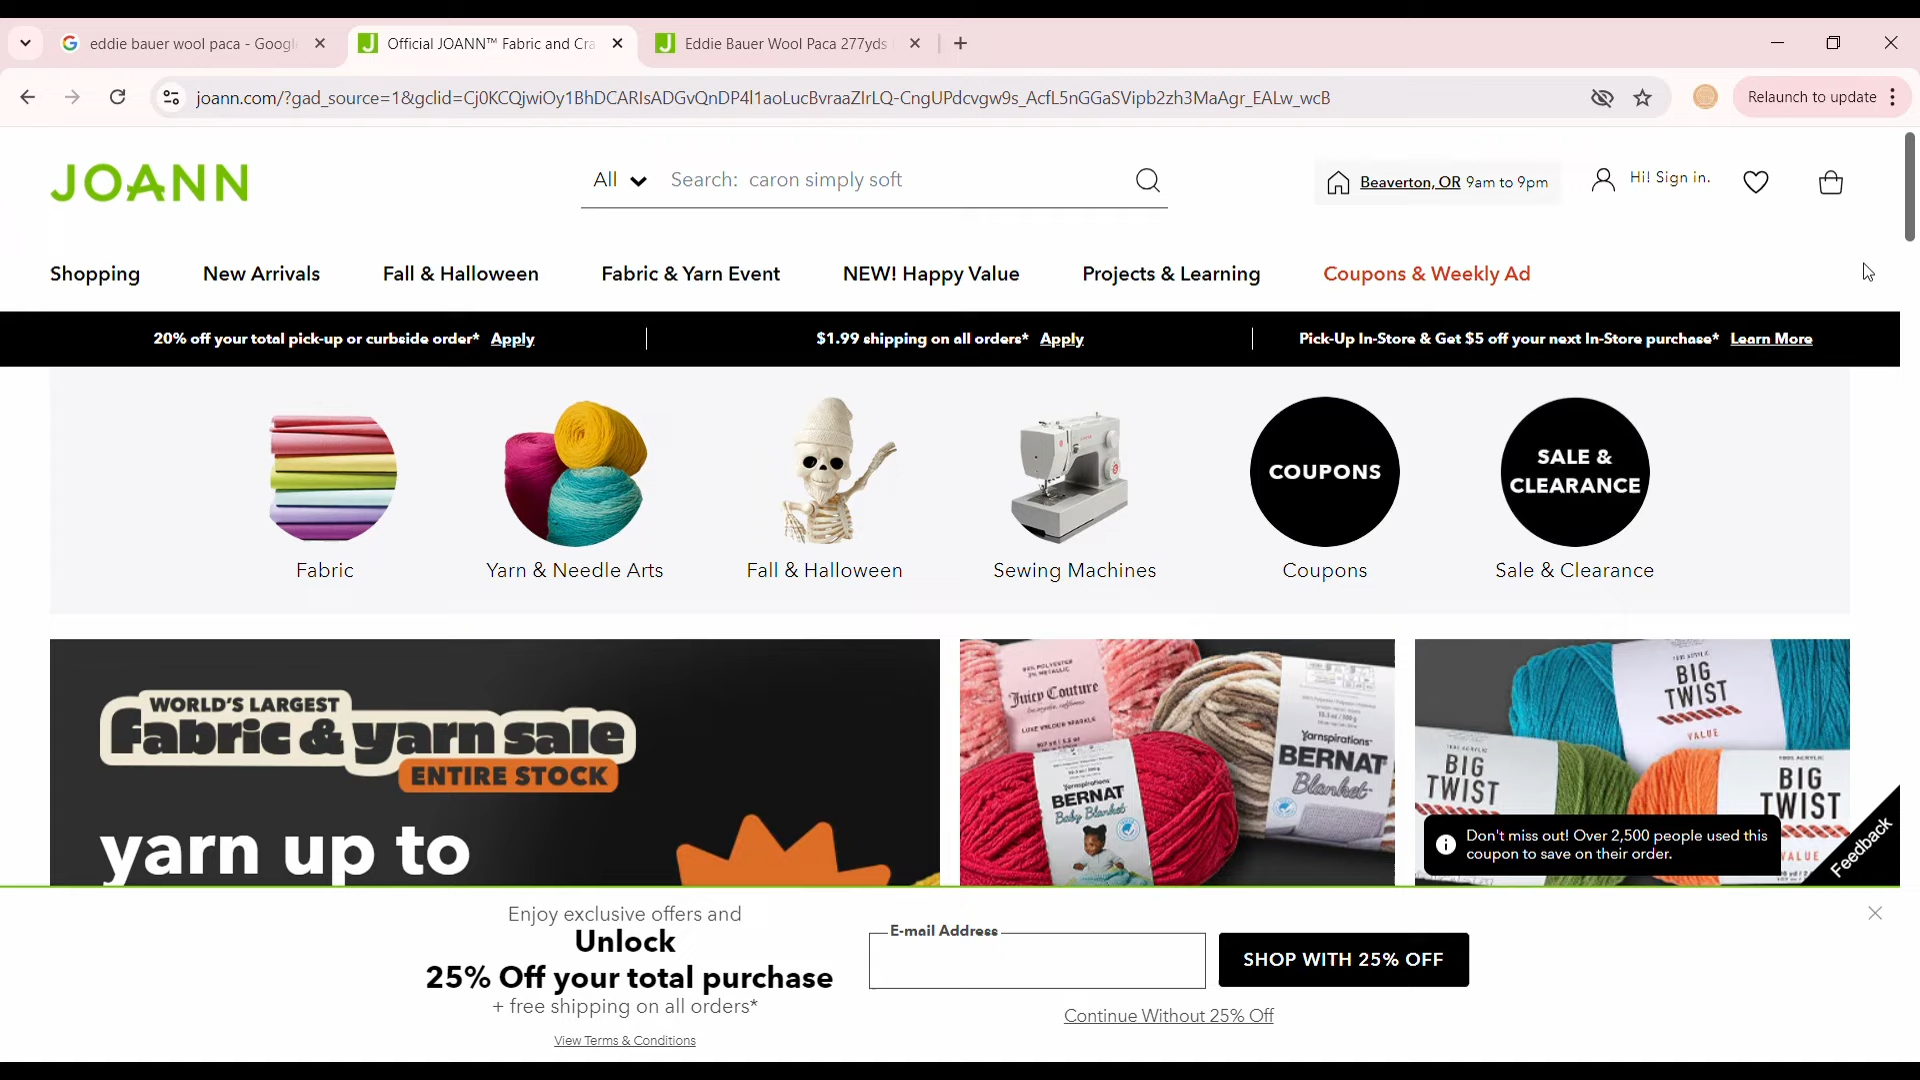 eddie bauer wool paca - Googl
Official JOANN™ Fabric and Cra
Eddie Bauer Wool Paca 277yds
joann.com/?gad_source=1&gclid=Cj0KCQjwiOy1BhDCARIsADGvQnDP4l1aoLucBvraaZIrLQ-CngUPdcvgw9s_AcfL5nGGaSVipb2zh3MaAgr_EALw_wcB
Relaunch to update
JOANN
All
Search: caron simply soft
Beaverton, OR 9am to 9pm
Hi! Sign in.
Shopping
New Arrivals
Fall & Halloween
Fabric & Yarn Event
NEW! Happy Value
Projects & Learning
Coupons & Weekly Ad
20% off your total pick-up or curbside order* Apply
$1.99 shipping on all orders* Apply
Pick-Up In-Store & Get $5 off your next In-Store purchase* Learn More
COUPONS
SALE &
CLEARANCE
Fabric
Yarn & Needle Arts
Fall & Halloween
Sewing Machines
Coupons
Sale & Clearance
WORLD'S LARGEST
fabric & yarn sale
ENTIRE STOCK
yarn up to
Juicy Couture
Yarnspirations
BERNAT
Blanket
Yarnspirations
BERNAT
Baby Blanket
BIG
TWIST
VALUE
BIG
TWIST
BIG
TWIST
VALUE
Don't miss out! Over 2,500 people used this
coupon to save on their order.
Feedback
Enjoy exclusive offers and
Unlock
25% Off your total purchase
+ free shipping on all orders*
View Terms & Conditions
E-mail Address
SHOP WITH 25% OFF
Continue Without 25% Off